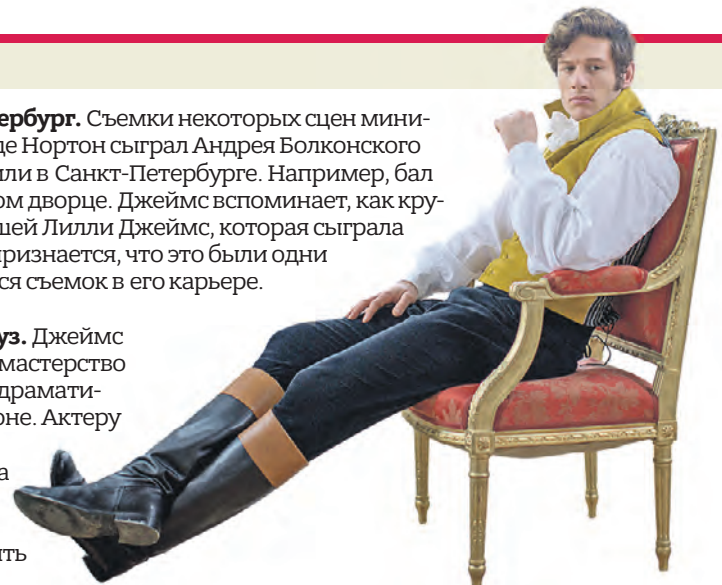 ербург. Съемки некоторых сцен мини-
де Нортон сыграл Андрея Болконского
или в Санкт-Петербурге. Например, бал
ом дворце. Джеймс вспоминает, как кру-
шей Лилли Джеймс, которая сыграла
признается, что это были одни
ся съемок в его карьере.
уз. Джеймс
мастерство
драмати-
оне. Актеру
а
ить